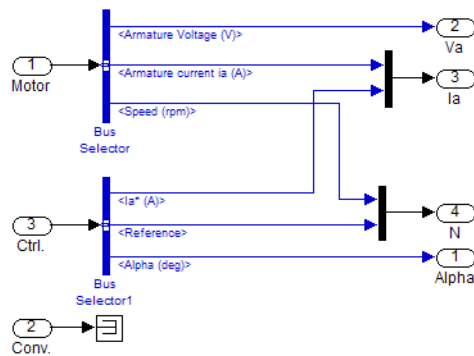 <Armature Voltage (V)>
2
Va
1
Motor
<Armature current ia (A)>
3
Ia
<Speed (rpm)>
Bus
Selector
<Ia* (A)>
3
Ctrl.
<Reference>
4
N
<Alpha (deg)>
1
Alpha
Bus
Selector1
2
Conv.